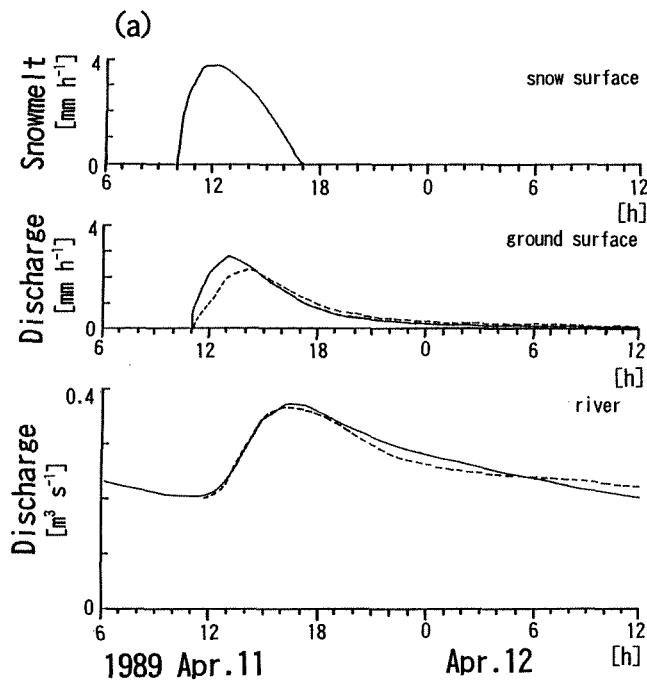 (a)
Snowmelt
[mm h⁻¹]
4
0
snow surface
6 12 18 0 6 12
[h]
Discharge
[mm h⁻¹]
4
0
ground surface
6 12 18 0 6 12
[h]
Discharge
[m³ s⁻¹]
0.4
0
river
6 12 18 0 6 12
[h]
1989 Apr.11 Apr.12